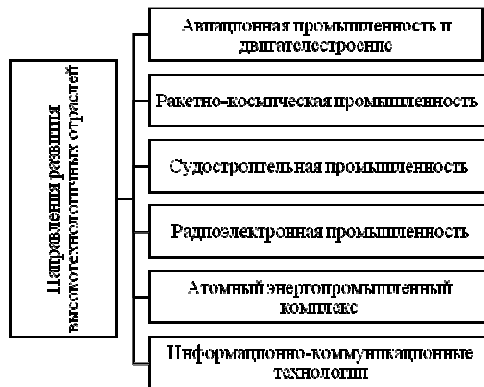 Направления развития
высокотехнологичных отраслей
Авиационная промышленность и
двигателестроение
Ракетно-космическая промышленность
Судостроительная промышленность
Радиоэлектронная промышленность
Атомный энергопромышленный
комплекс
Информационно-коммуникационные
технологии